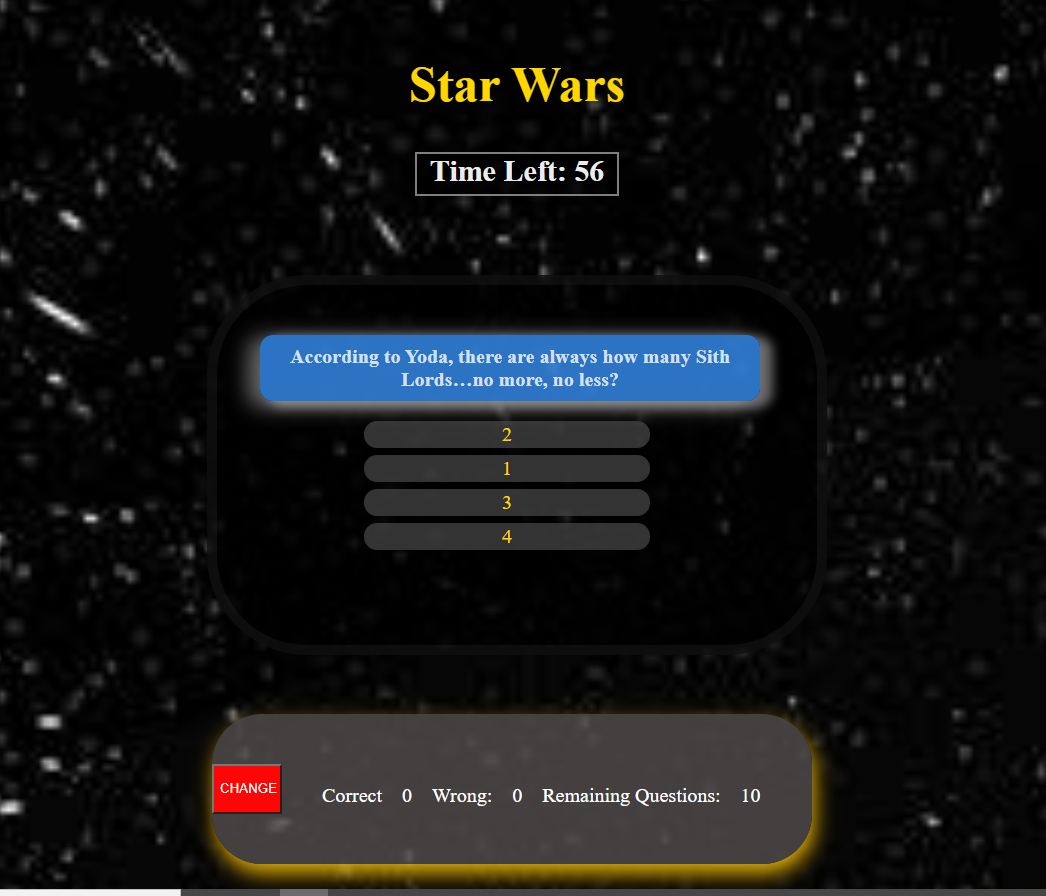 Star Wars
Time Left: 56
According to Yoda, there are always how many Sith
Lords…no more, no less?
2
1
3
4
CHANGE
Correct 0 Wrong: 0 Remaining Questions: 10